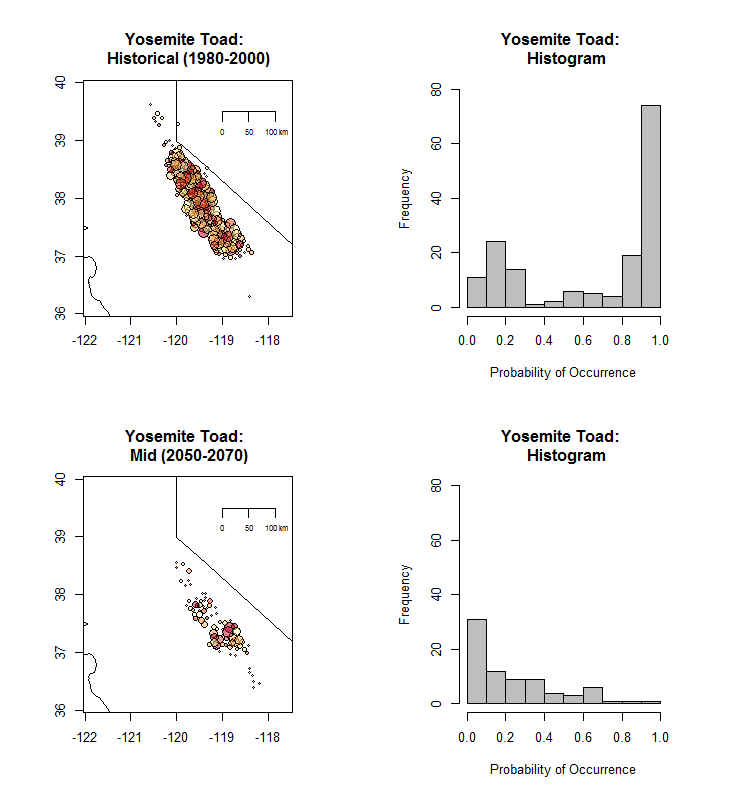 Yosemite Toad:
Historical (1980-2000)
40
39
38
37
36
0 50 100 km
-122 -121 -120 -119 -118
Yosemite Toad:
Histogram
Frequency
80
60
40
20
0
0.0 0.2 0.4 0.6 0.8 1.0
Probability of Occurrence
Yosemite Toad:
Mid (2050-2070)
40
39
38
37
36
0 50 100 km
-122 -121 -120 -119 -118
Yosemite Toad:
Histogram
Frequency
80
60
40
20
0
0.0 0.2 0.4 0.6 0.8 1.0
Probability of Occurrence